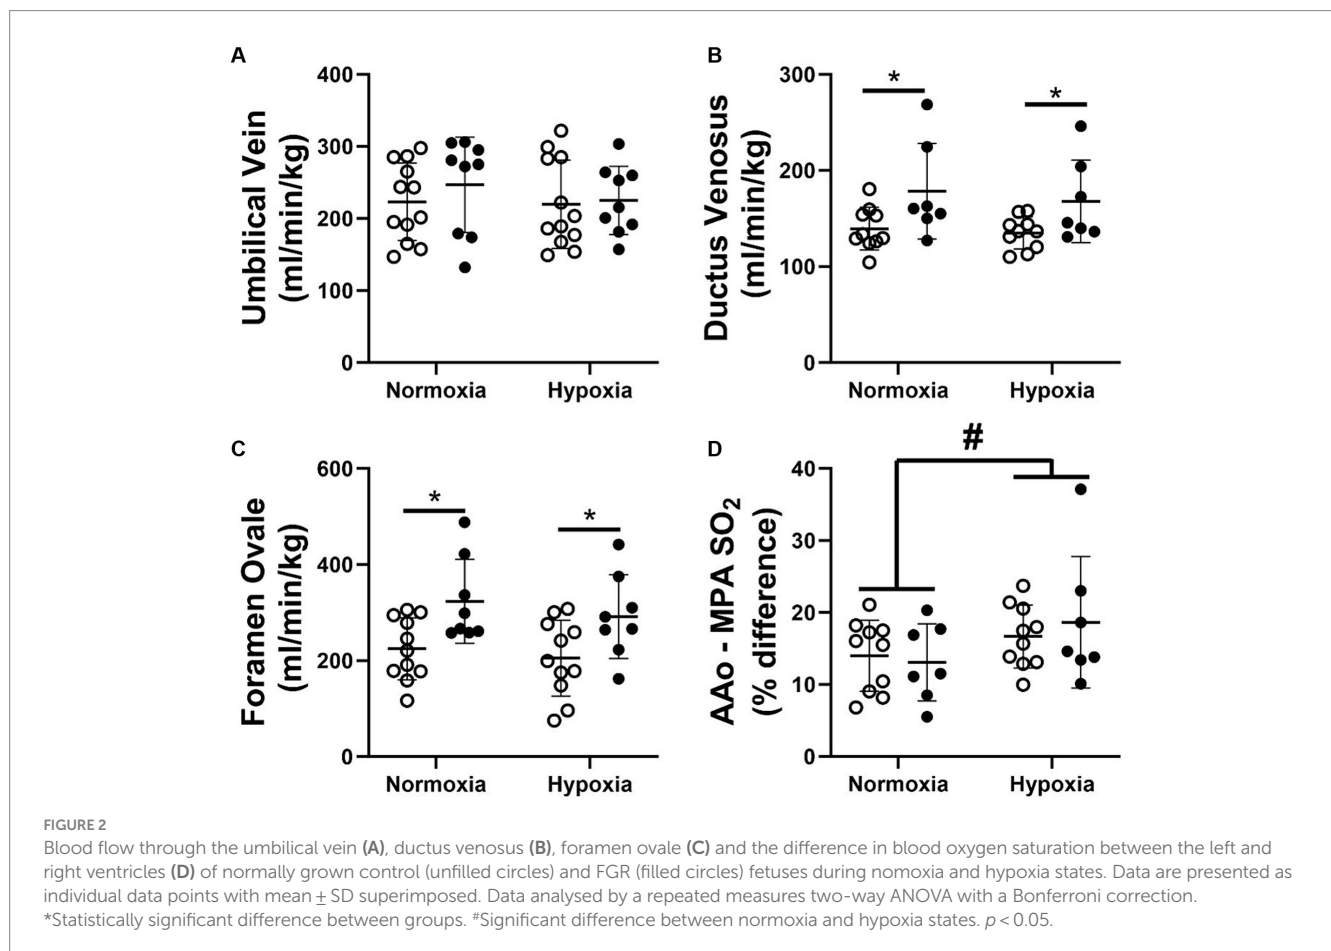 A
Umbilical Vein
(ml/min/kg)
400
300
200
100
0
Normoxia
Hypoxia
B
Ductus Venosus
(ml/min/kg)
300
200
100
0
*
*
Normoxia
Hypoxia
C
Foramen Ovale
(ml/min/kg)
600
400
200
0
*
*
Normoxia
Hypoxia
D
AAo - MPA SO₂
(% difference)
40
30
20
10
0
#
Normoxia
Hypoxia
FIGURE 2
Blood flow through the umbilical vein (A), ductus venosus (B), foramen ovale (C) and the difference in blood oxygen saturation between the left and
right ventricles (D) of normally grown control (unfilled circles) and FGR (filled circles) fetuses during nomoxia and hypoxia states. Data are presented as
individual data points with mean ± SD superimposed. Data analysed by a repeated measures two-way ANOVA with a Bonferroni correction.
*Statistically significant difference between groups. #Significant difference between normoxia and hypoxia states. p < 0.05.